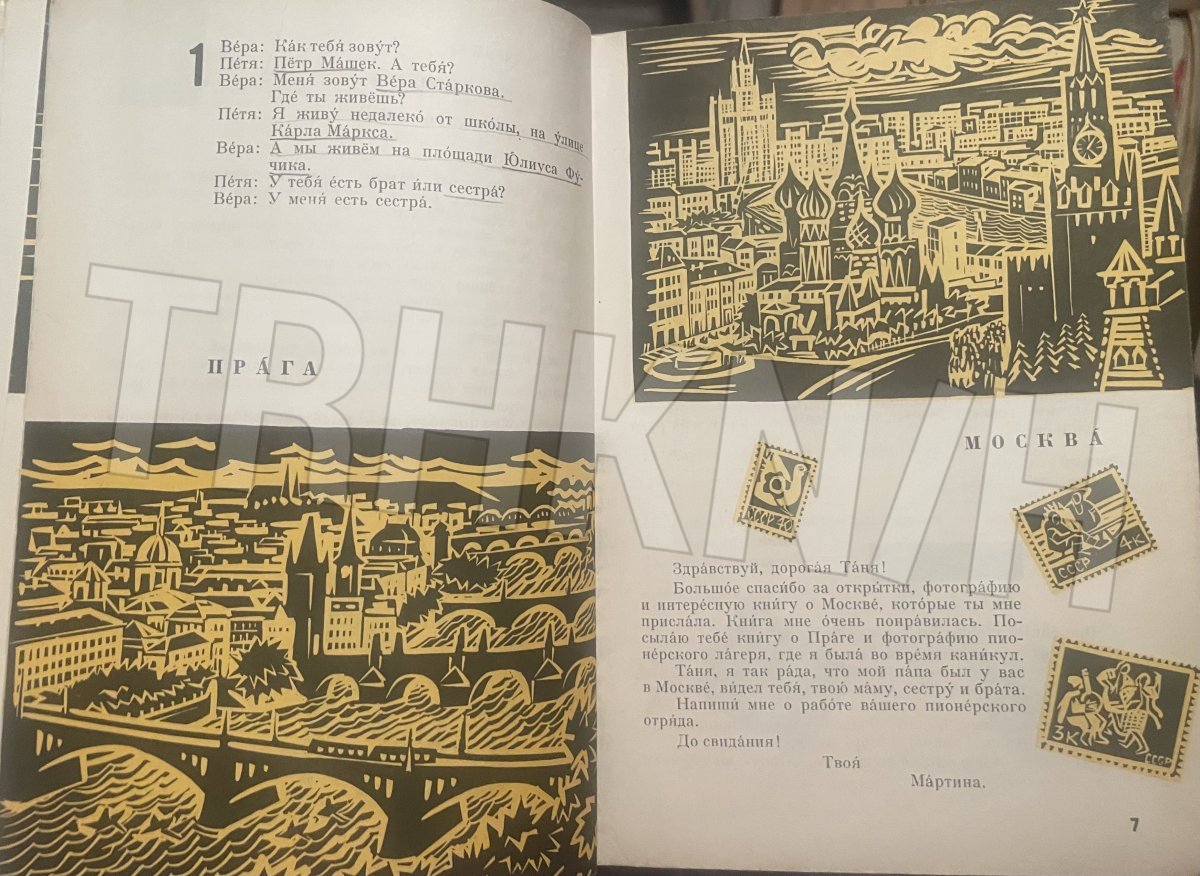 1
Ве́ра: Ка́к тебя́ зову́т?
Пе́тя: Пётр Ма́шек. А тебя́?
Ве́ра: Меня́ зову́т Ве́ра Ста́ркова.
Где́ ты живёшь?
Пе́тя: Я живу́ недалеко́ от шко́лы, на у́лице
Ка́рла Ма́ркса.
Ве́ра: А мы живём на пло́щади Ю́лиуса Фу́-
чика.
Пе́тя: У тебя́ е́сть брат и́ли сестра́?
Ве́ра: У меня́ есть сестра́.
ПРА́ГА
МОСКВА́
СССР 40
4К
СССР
3К
СССР
Здра́вствуй, дорога́я Та́ня!
Большо́е спаси́бо за откры́тки, фотогра́фию
и интере́сную кни́гу о Москве́, кото́рые ты мне
присла́ла. Кни́га мне о́чень понра́вилась. По-
сыла́ю тебе́ кни́гу о Пра́ге и фотогра́фию пио-
не́рского ла́геря, где я была́ во вре́мя кани́кул.
Та́ня, я так ра́да, что мой па́па был у вас
в Москве́, ви́дел тебя́, твою́ ма́му, сестру́ и бра́та.
Напиши́ мне о рабо́те ва́шего пионе́рского
отря́да.
До свида́ния!
Твоя́
Ма́ртина.
7
TRHKNIH